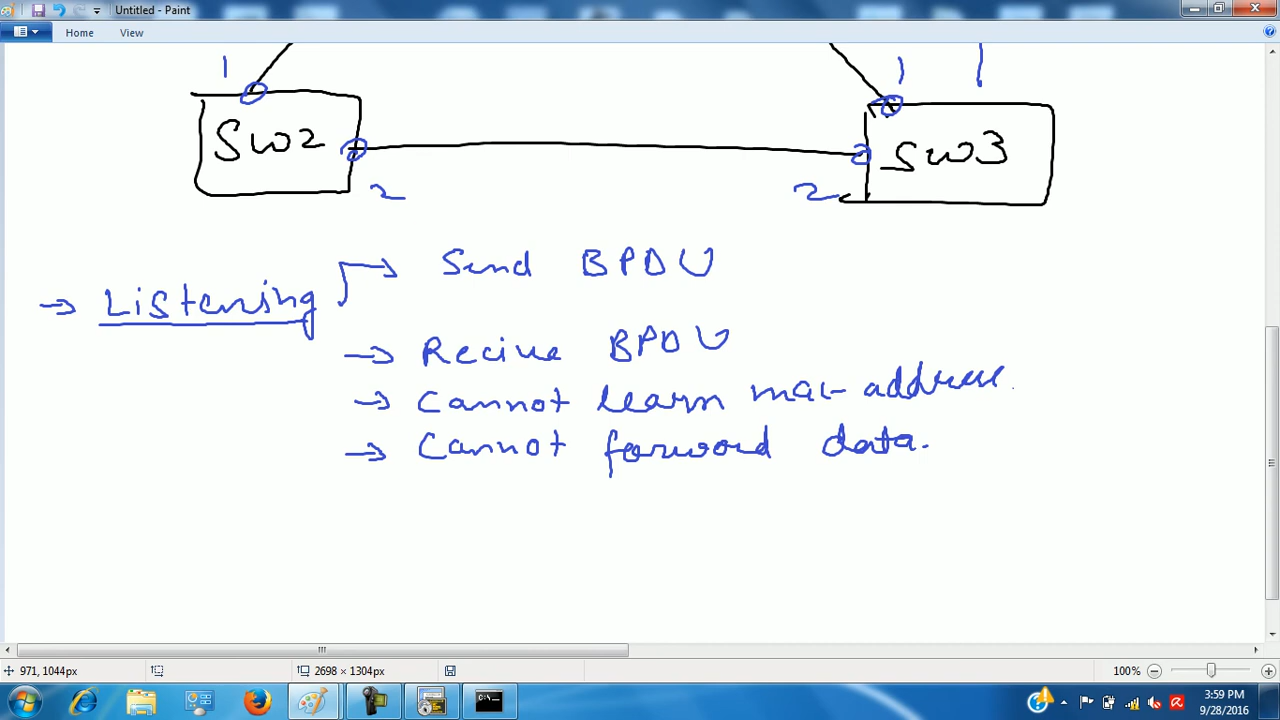 Untitled - Paint
Home View
1
1
SW2
SW3
2
2
→ Listening
→ Send BPDU
→ Recive BPDU
→ Cannot learn mac-address.
→ Cannot forword data.
971, 1044px
2698 × 1304px
100%
3:59 PM
9/28/2016